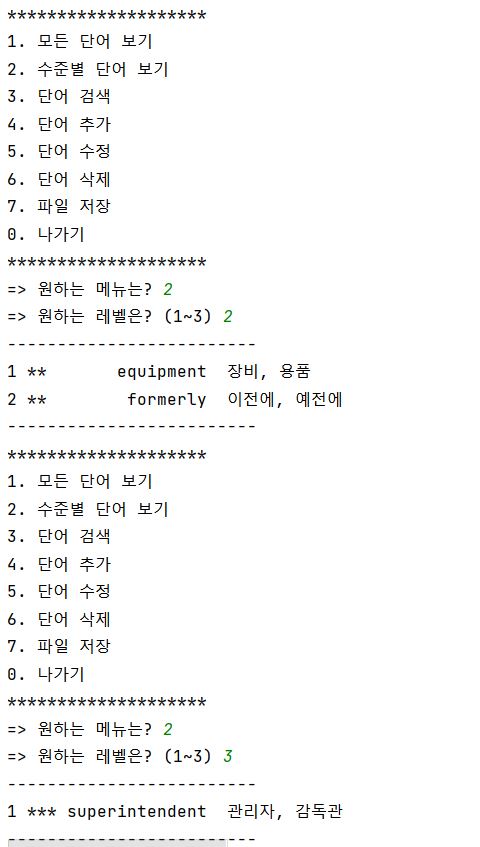 ********************
1. 모든 단어 보기
2. 수준별 단어 보기
3. 단어 검색
4. 단어 추가
5. 단어 수정
6. 단어 삭제
7. 파일 저장
0. 나가기
********************
=> 원하는 메뉴는? 2
=> 원하는 레벨은? (1~3) 2
-------------------------
1 **       equipment  장비, 용품
2 **        formerly  이전에, 예전에
-------------------------
********************
1. 모든 단어 보기
2. 수준별 단어 보기
3. 단어 검색
4. 단어 추가
5. 단어 수정
6. 단어 삭제
7. 파일 저장
0. 나가기
********************
=> 원하는 메뉴는? 2
=> 원하는 레벨은? (1~3) 3
-------------------------
1 *** superintendent  관리자, 감독관
-------------------------